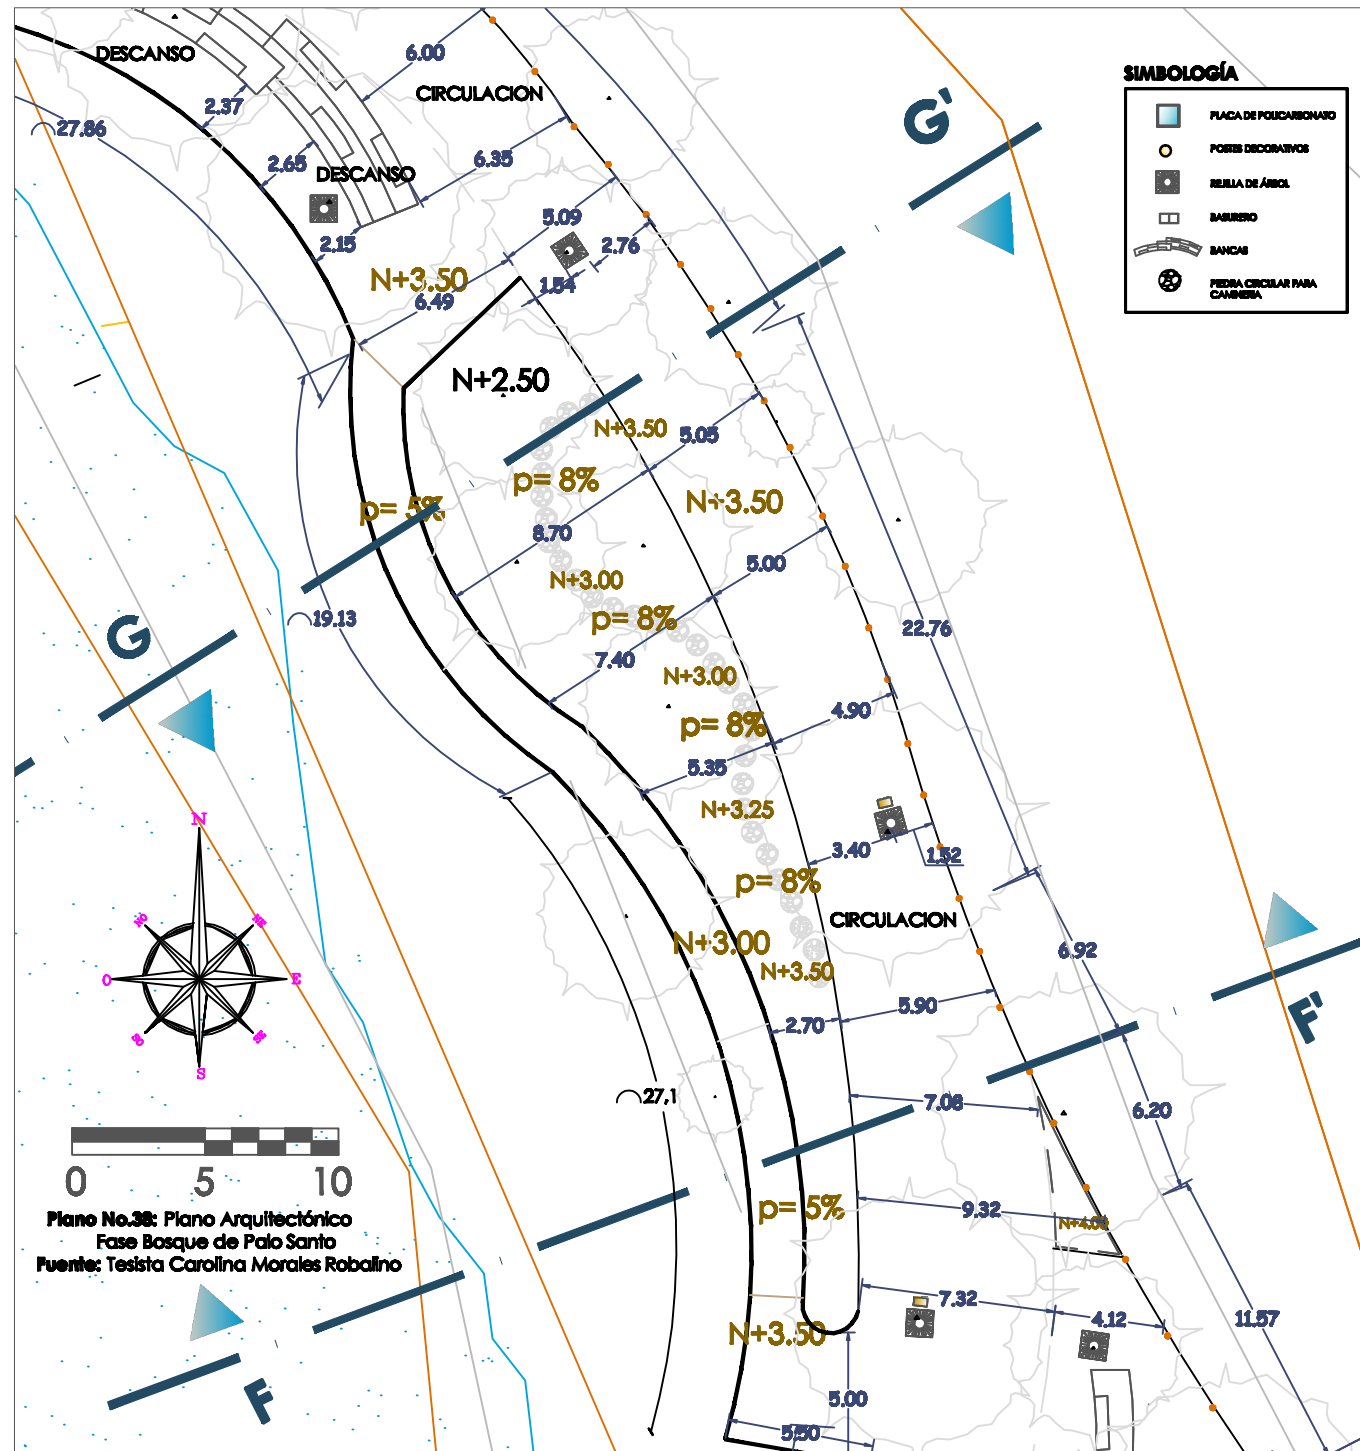 DESCANSO
6.00
CIRCULACION
2.37
27.86
2.65
DESCANSO
6.35
2.15
5.09
2.76
N+3.50
6.49
1.54
G'
SIMBOLOGÍA
PLACA DE POLICARBONATO
POSTES DECORATIVOS
REJILLA DE ÁRBOL
BASURERO
BANCAS
PIEDRA CIRCULAR PARA
CAMINERIA
N+2.50
N+3.50
5.05
p= 8%
N+3.50
p= 5%
8.70
5.00
N+3.00
19.13
p= 8%
22.76
G
7.40
N+3.00
4.90
p= 8%
5.35
N+3.25
3.40
1.52
p= 8%
CIRCULACION
N+3.00
6.92
N+3.50
5.90
2.70
F'
N
NO
NE
O
E
SO
SE
S
27,1
7.08
6.20
p= 5%
9.32
N+4.00
0 5 10
Plano No.38: Plano Arquitectónico
Fase Bosque de Palo Santo
Fuente: Tesista Carolina Morales Robalino
7.32
4.12
11.57
N+3.50
F
5.00
5.50